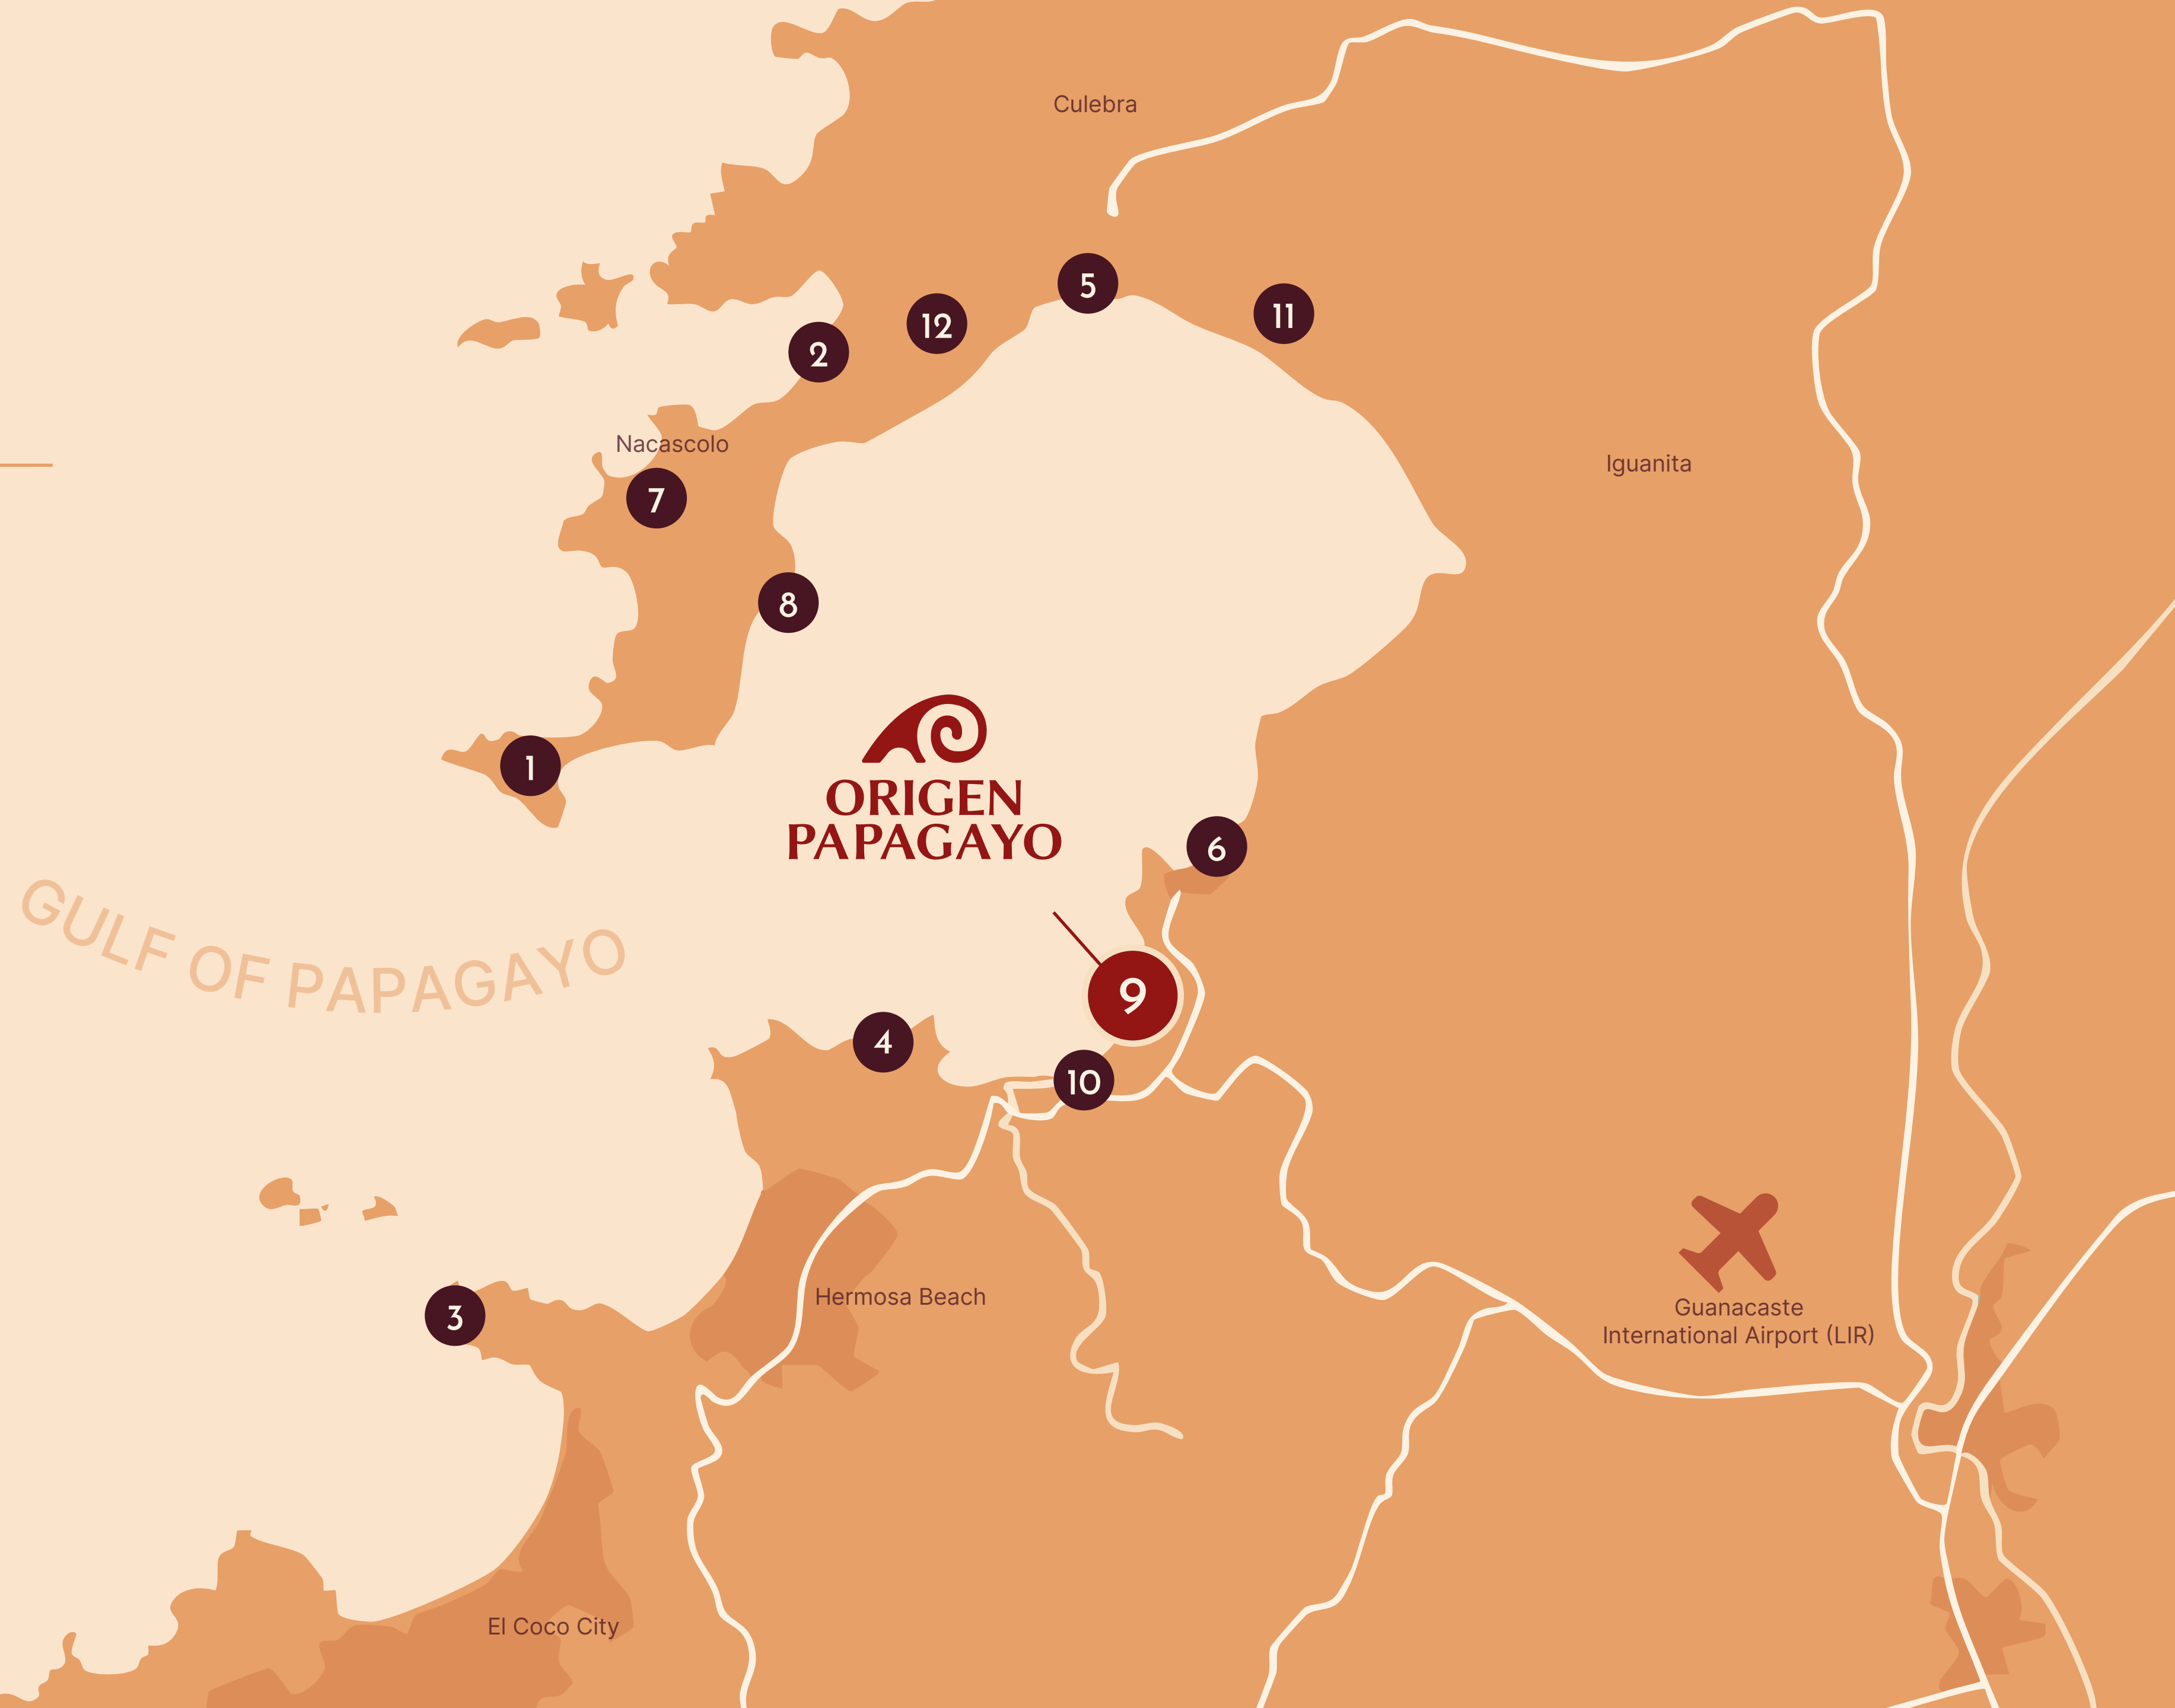 Culebra
5
11
12
2
Nacascolo
Iguanita
7
8
1
ORIGEN
PAPAGAYO
6
GULF OF PAPAGAYO
9
4
10
Hermosa Beach
Guanacaste
International Airport (LIR)
3
El Coco City